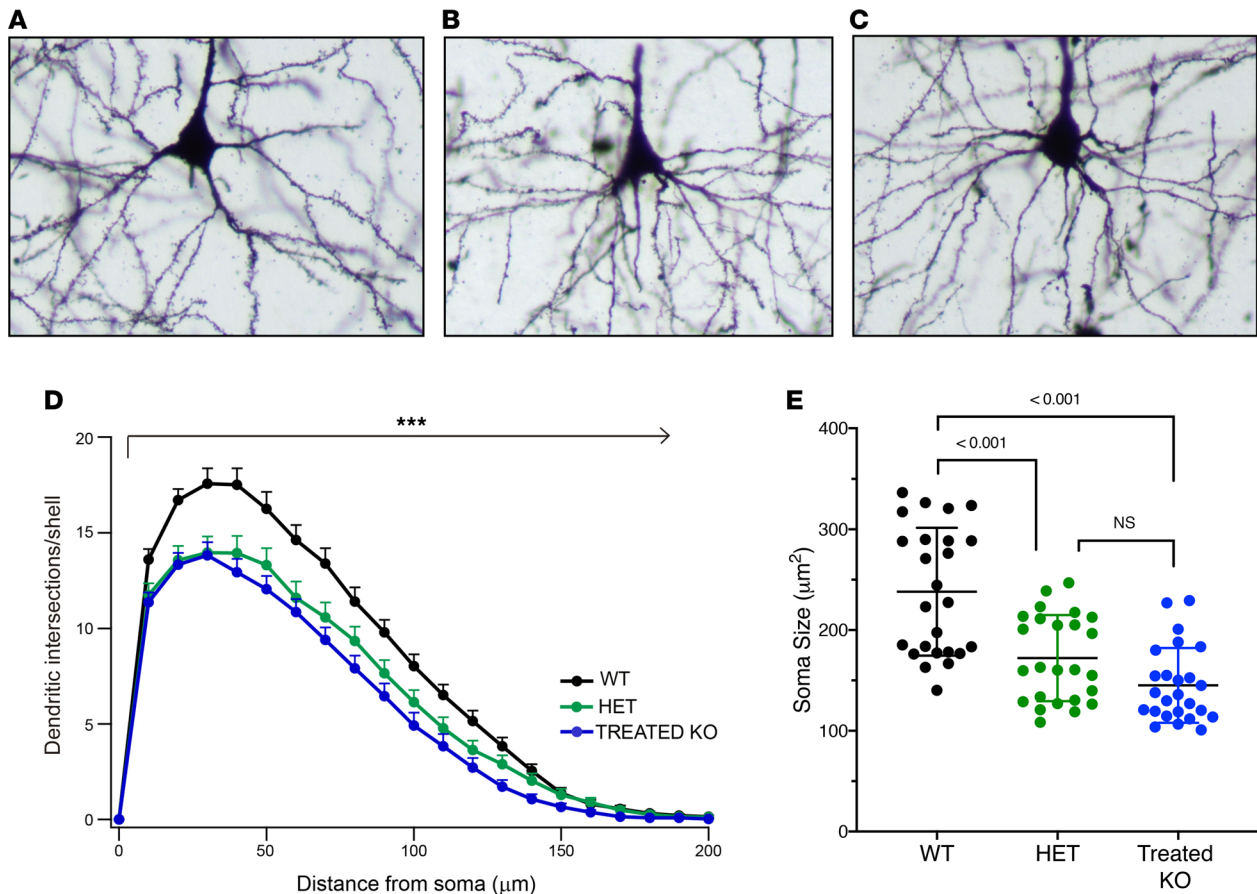 A
B
C
D
***
20
15
10
5
0
Dendritic intersections/shell
WT
HET
TREATED KO
0
50
100
150
200
Distance from soma (μm)
E
< 0.001
< 0.001
NS
400
300
200
100
0
Soma Size (μm²)
WT
HET
Treated
KO